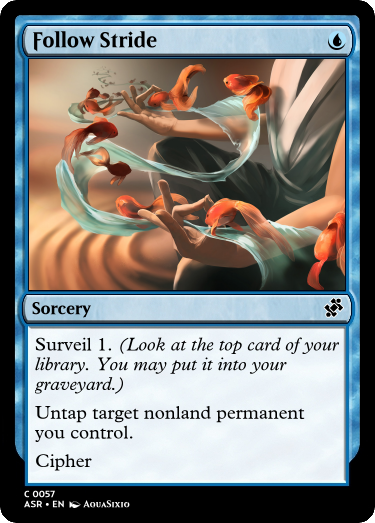 Follow Stride
Sorcery
Surveil 1. (Look at the top card of your
library. You may put it into your
graveyard.)
Untap target nonland permanent
you control.
Cipher
C 0057
ASR • EN AquaSixio